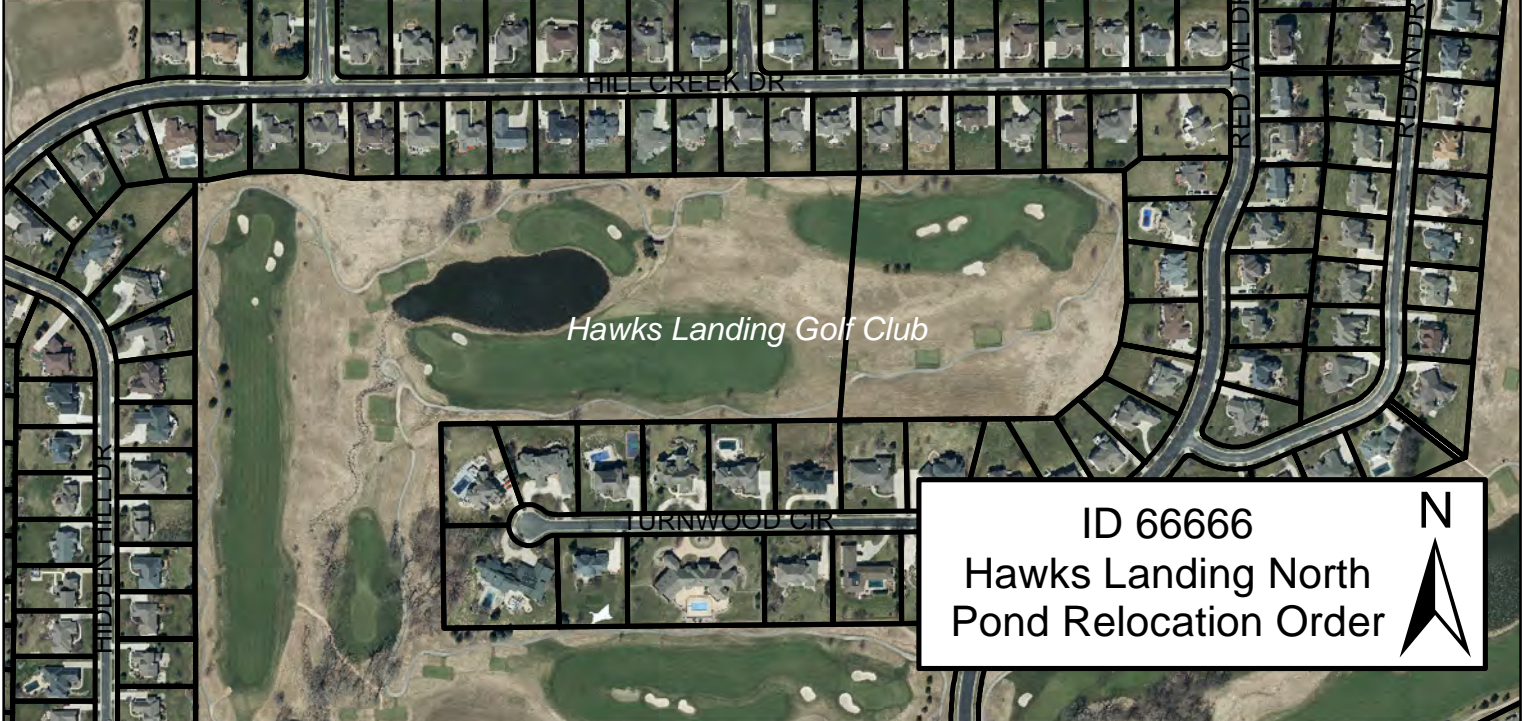 HILL CREEK DR
RED TAIL DR
REDAN DR
Hawks Landing Golf Club
HIDDEN HILL DR
TURNWOOD CIR
N
ID 66666
Hawks Landing North
Pond Relocation Order